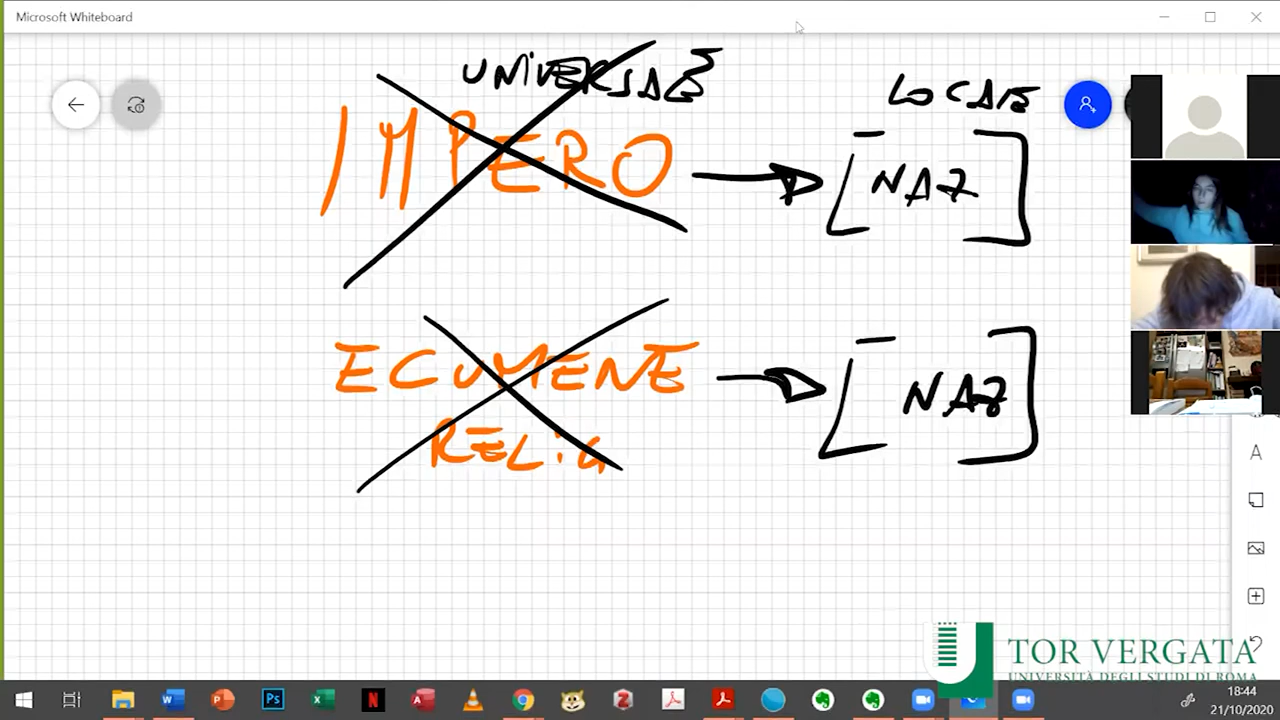 Microsoft Whiteboard
UNIVERSALE
LOCALE
IMPERO
NAZ
ECUMENE
NAZ
RELIG
TOR VERGATA
UNIVERSITÀ DEGLI STUDI DI ROMA
18:44
21/10/2020